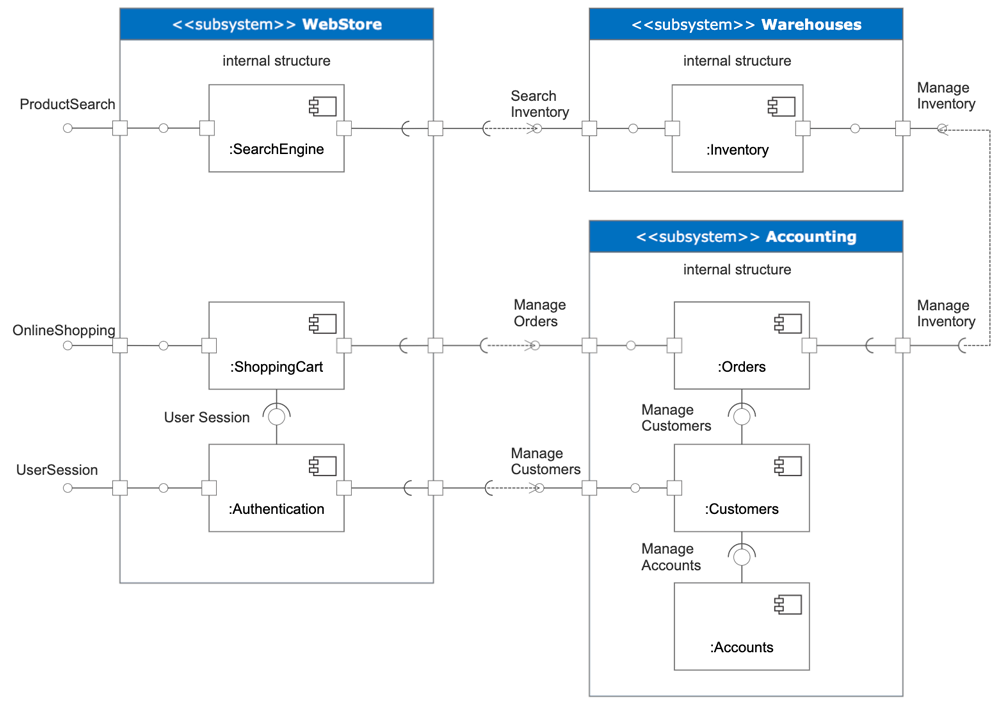 <<subsystem>> WebStore
internal structure
ProductSearch
:SearchEngine
OnlineShopping
:ShoppingCart
User Session
UserSession
:Authentication
Search
Inventory
Manage
Orders
Manage
Customers
<<subsystem>> Warehouses
internal structure
:Inventory
Manage
Inventory
<<subsystem>> Accounting
internal structure
:Orders
Manage
Inventory
Manage
Customers
:Customers
Manage
Accounts
:Accounts